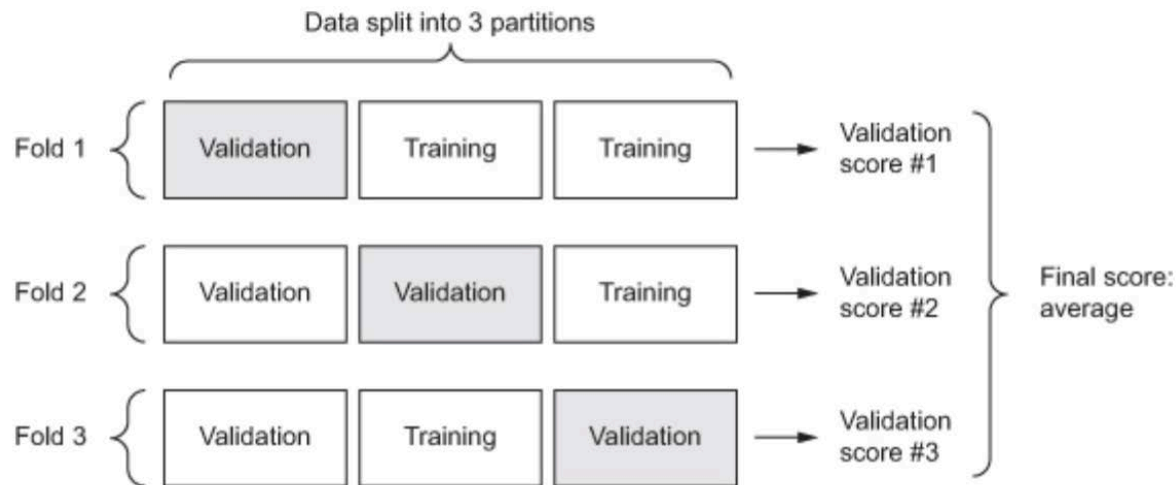 Data split into 3 partitions
Fold 1
Validation
Training
Training
Validation
score #1
Fold 2
Validation
Validation
Training
Validation
score #2
Final score:
average
Fold 3
Validation
Training
Validation
Validation
score #3